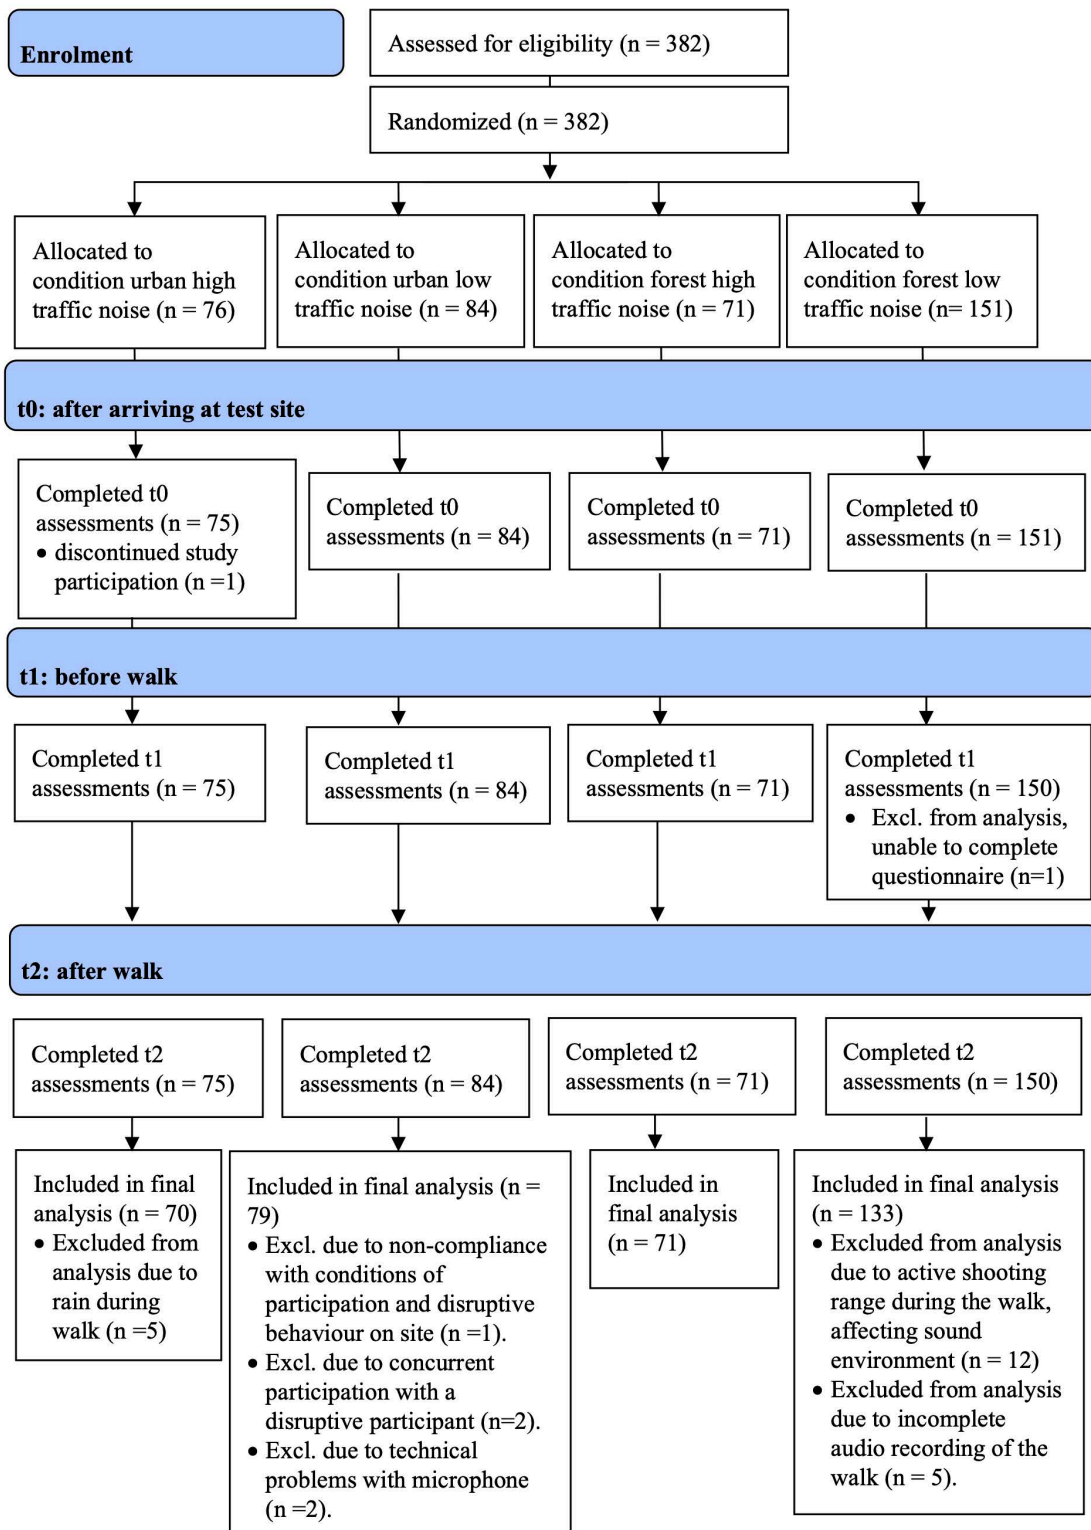 Enrolment
Assessed for eligibility (n = 382)
Randomized (n = 382)
Allocated to
condition urban high
traffic noise (n = 76)
Allocated to
condition urban low
traffic noise (n = 84)
Allocated to
condition forest high
traffic noise (n = 71)
Allocated to
condition forest low
traffic noise (n= 151)
t0: after arriving at test site
Completed t0
assessments (n = 75)
• discontinued study
participation (n =1)
Completed t0
assessments (n = 84)
Completed t0
assessments (n = 71)
Completed t0
assessments (n = 151)
t1: before walk
Completed t1
assessments (n = 75)
Completed t1
assessments (n = 84)
Completed t1
assessments (n = 71)
Completed t1
assessments (n = 150)
• Excl. from analysis,
unable to complete
questionnaire (n=1)
t2: after walk
Completed t2
assessments (n = 75)
Completed t2
assessments (n = 84)
Completed t2
assessments (n = 71)
Completed t2
assessments (n = 150)
Included in final
analysis (n = 70)
• Excluded from
analysis due to
rain during
walk (n =5)
Included in final analysis (n =
79)
• Excl. due to non-compliance
with conditions of
participation and disruptive
behaviour on site (n =1).
• Excl. due to concurrent
participation with a
disruptive participant (n=2).
• Excl. due to technical
problems with microphone
(n =2).
Included in
final analysis
(n = 71)
Included in final analysis
(n = 133)
• Excluded from analysis
due to active shooting
range during the walk,
affecting sound
environment (n = 12)
• Excluded from analysis
due to incomplete
audio recording of the
walk (n = 5).